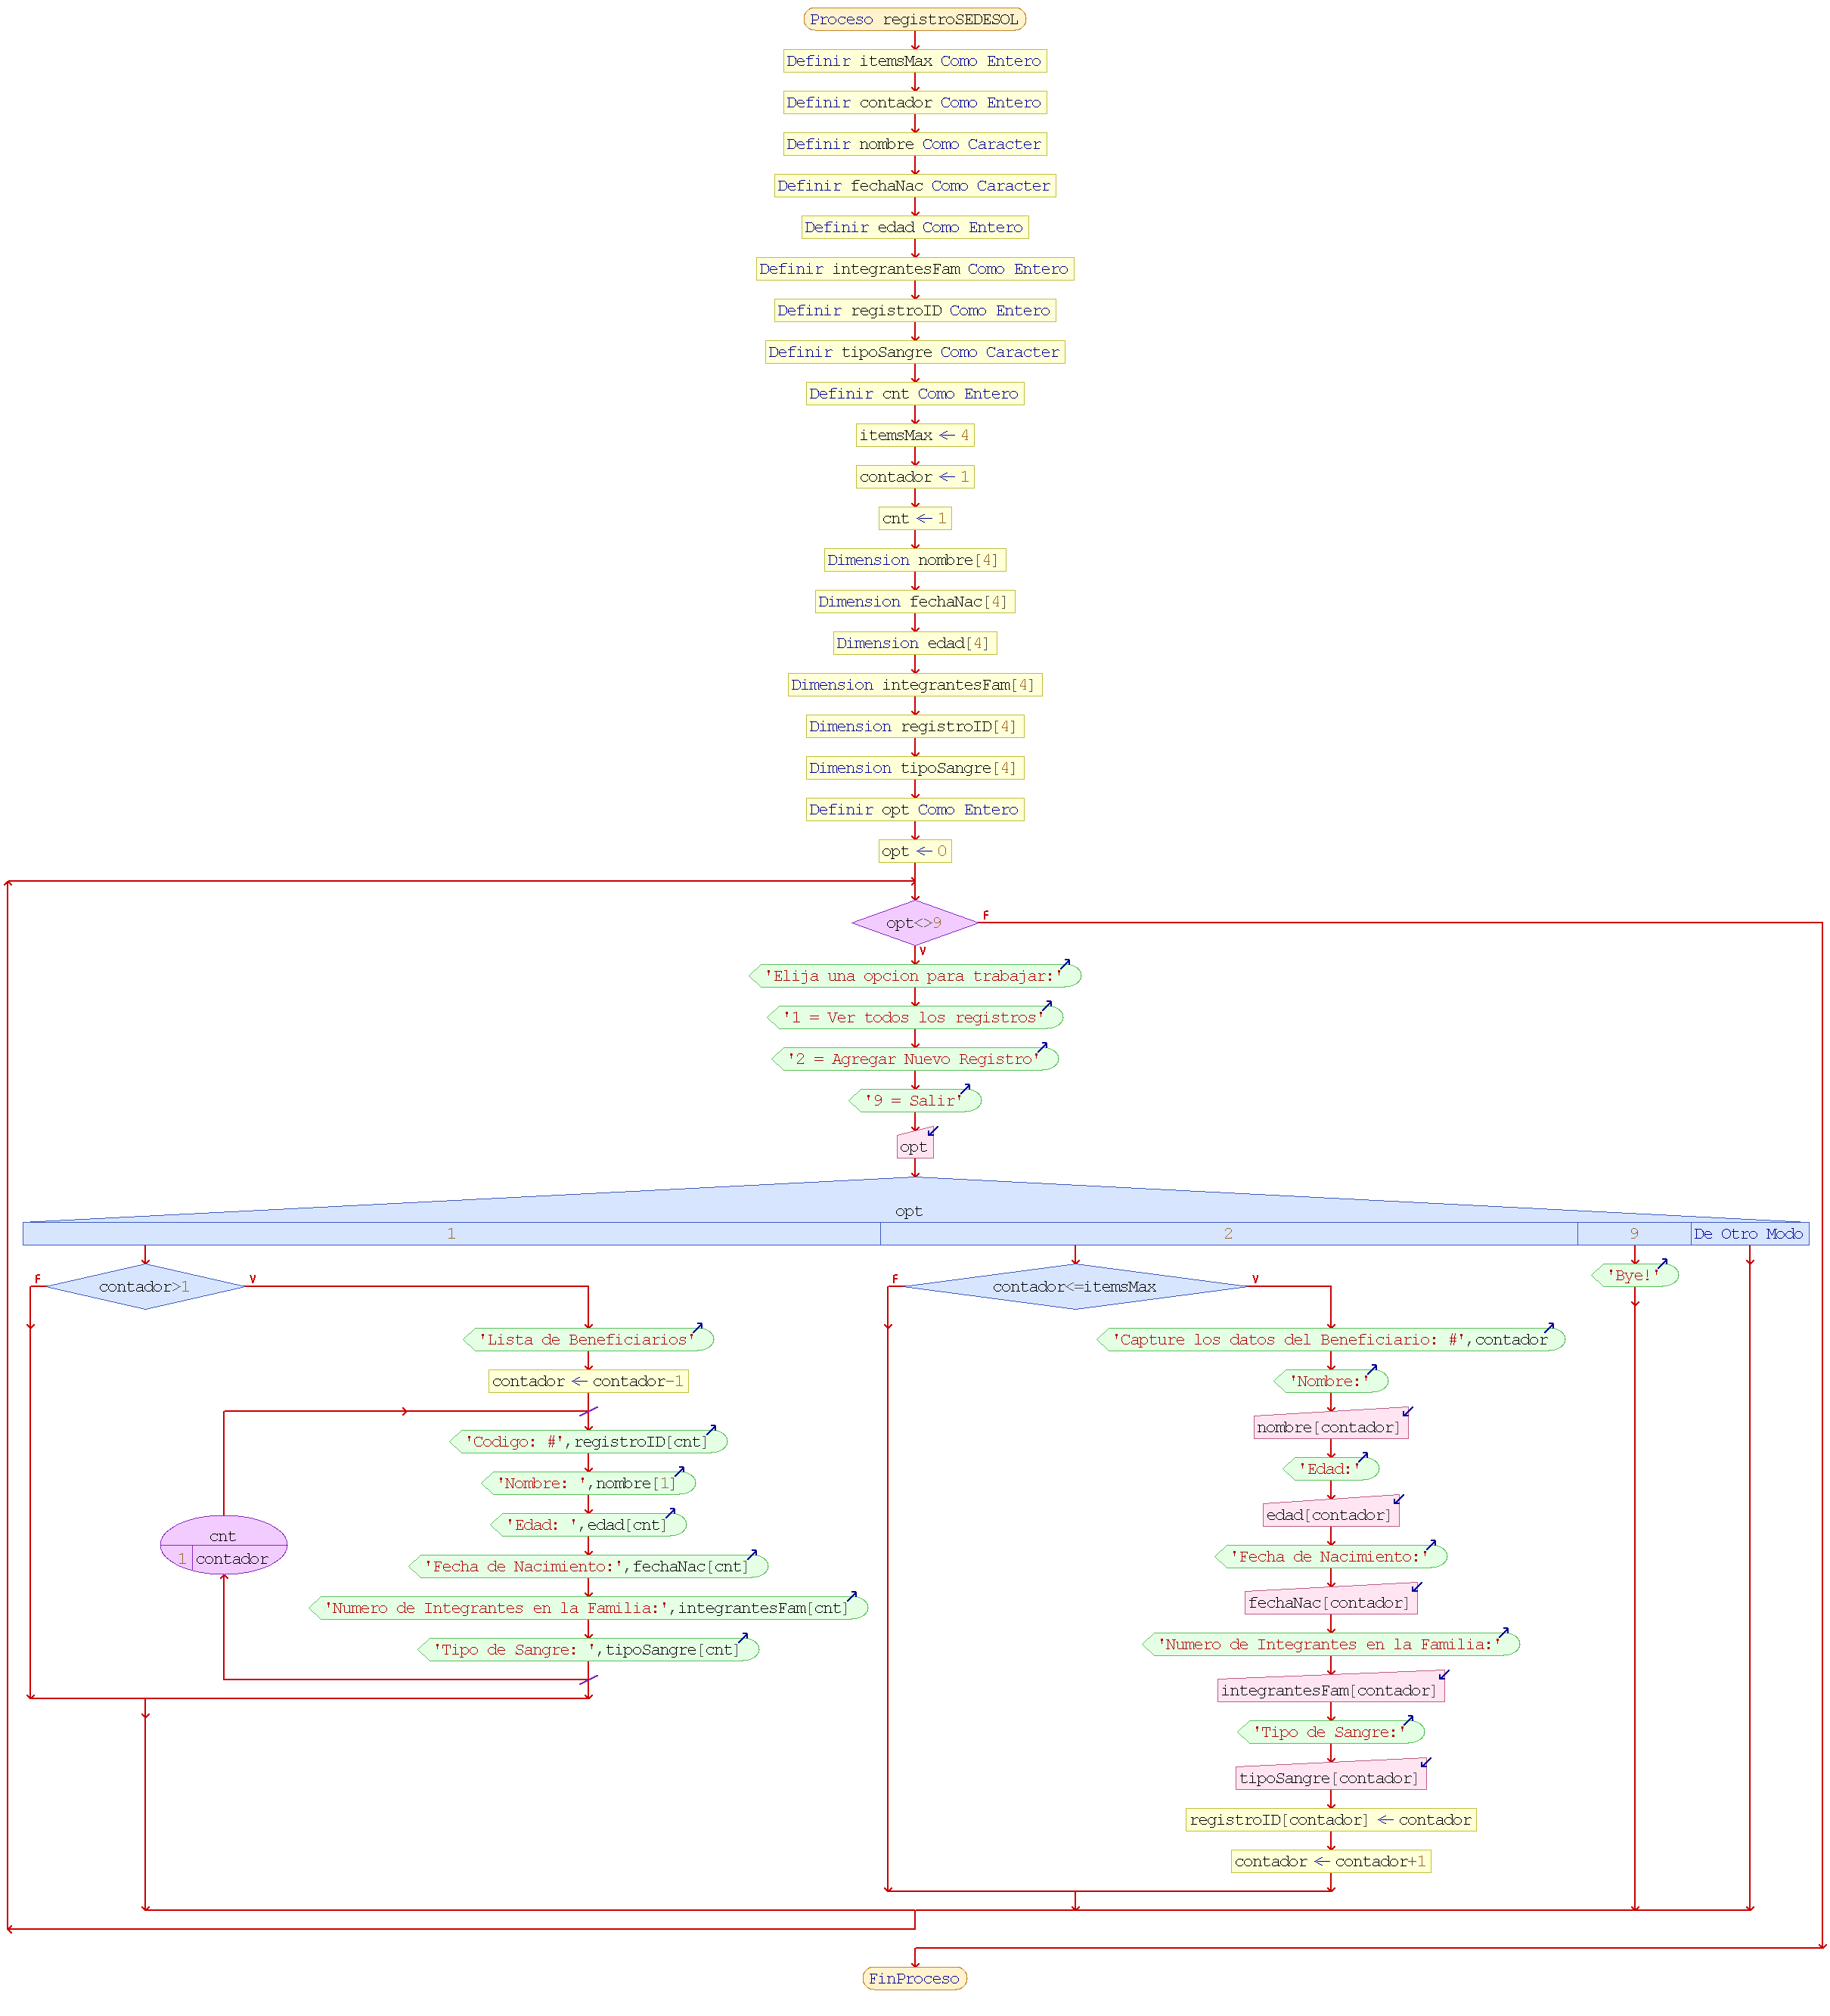 Proceso registroSEDESOL
Definir itemsMax Como Entero
Definir contador Como Entero
Definir nombre Como Caracter
Definir fechaNac Como Caracter
Definir edad Como Entero
Definir integrantesFam Como Entero
Definir registroID Como Entero
Definir tipoSangre Como Caracter
Definir cnt Como Entero
itemsMax ← 4
contador ← 1
cnt ← 1
Dimension nombre[4]
Dimension fechaNac[4]
Dimension edad[4]
Dimension integrantesFam[4]
Dimension registroID[4]
Dimension tipoSangre[4]
Definir opt Como Entero
opt ← 0
opt<>9
F
V
'Elija una opcion para trabajar:'
'1 = Ver todos los registros'
'2 = Agregar Nuevo Registro'
'9 = Salir'
opt
opt
1
2
9
De Otro Modo
F
contador>1
V
'Lista de Beneficiarios'
contador ← contador-1
'Codigo: #',registroID[cnt]
'Nombre: ',nombre[1]
'Edad: ',edad[cnt]
cnt
1 contador
'Fecha de Nacimiento:',fechaNac[cnt]
'Numero de Integrantes en la Familia:',integrantesFam[cnt]
'Tipo de Sangre: ',tipoSangre[cnt]
F
contador<=itemsMax
V
'Capture los datos del Beneficiario: #',contador
'Nombre:'
nombre[contador]
'Edad:'
edad[contador]
'Fecha de Nacimiento:'
fechaNac[contador]
'Numero de Integrantes en la Familia:'
integrantesFam[contador]
'Tipo de Sangre:'
tipoSangre[contador]
registroID[contador] ← contador
contador ← contador+1
'Bye!'
FinProceso